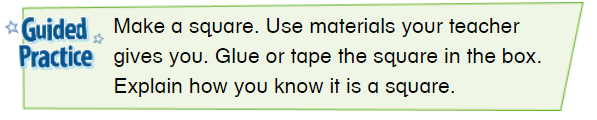 Guided
Practice
Make a square. Use materials your teacher
gives you. Glue or tape the square in the box.
Explain how you know it is a square.